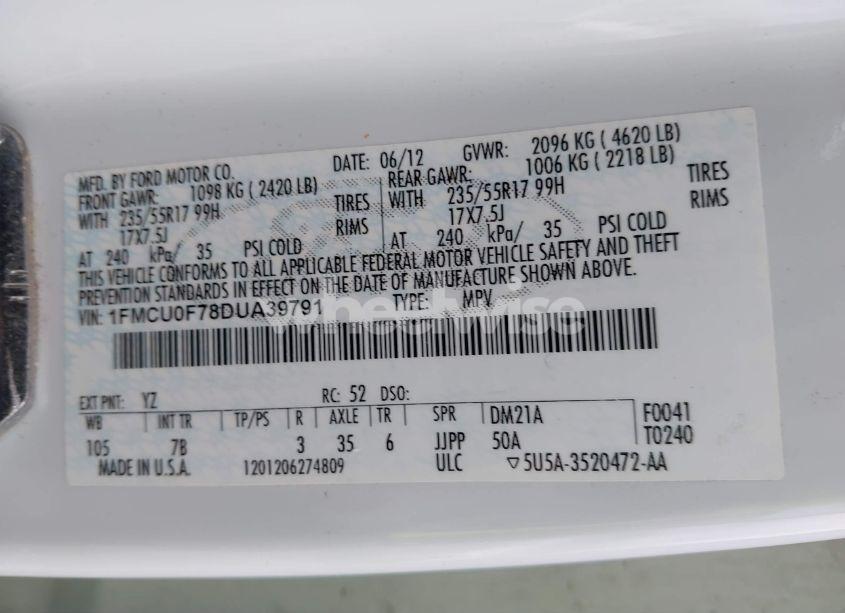 MFD. BY FORD MOTOR CO. DATE: 06/12 GVWR: 2096 KG ( 4620 LB)
FRONT GAWR: 1098 KG ( 2420 LB) REAR GAWR: 1006 KG ( 2218 LB)
WITH 235/55R17 99H TIRES WITH 235/55R17 99H TIRES
17X7.5J RIMS 17X7.5J RIMS
AT 240 kPa/ 35 PSI COLD AT 240 kPa/ 35 PSI COLD
THIS VEHICLE CONFORMS TO ALL APPLICABLE FEDERAL MOTOR VEHICLE SAFETY AND THEFT
PREVENTION STANDARDS IN EFFECT ON THE DATE OF MANUFACTURE SHOWN ABOVE.
VIN: 1FMCU0F78DUA39791 TYPE: MPV
wheelwise
EXT PNT: YZ RC: 52 DSO:
WB INT TR TP/PS R AXLE TR SPR DM21A F0041
105 7B 3 35 6 JJPP 50A T0240
MADE IN U.S.A. 1201206274809 ULC ▽5U5A-3520472-AA